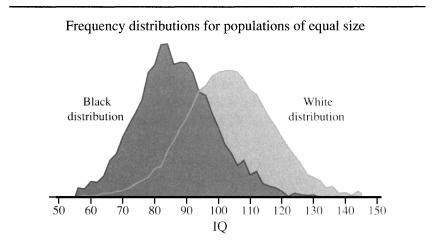 Frequency distributions for populations of equal size
Black
distribution
White
distribution
50 60 70 80 90 100 110 120 130 140 150
IQ